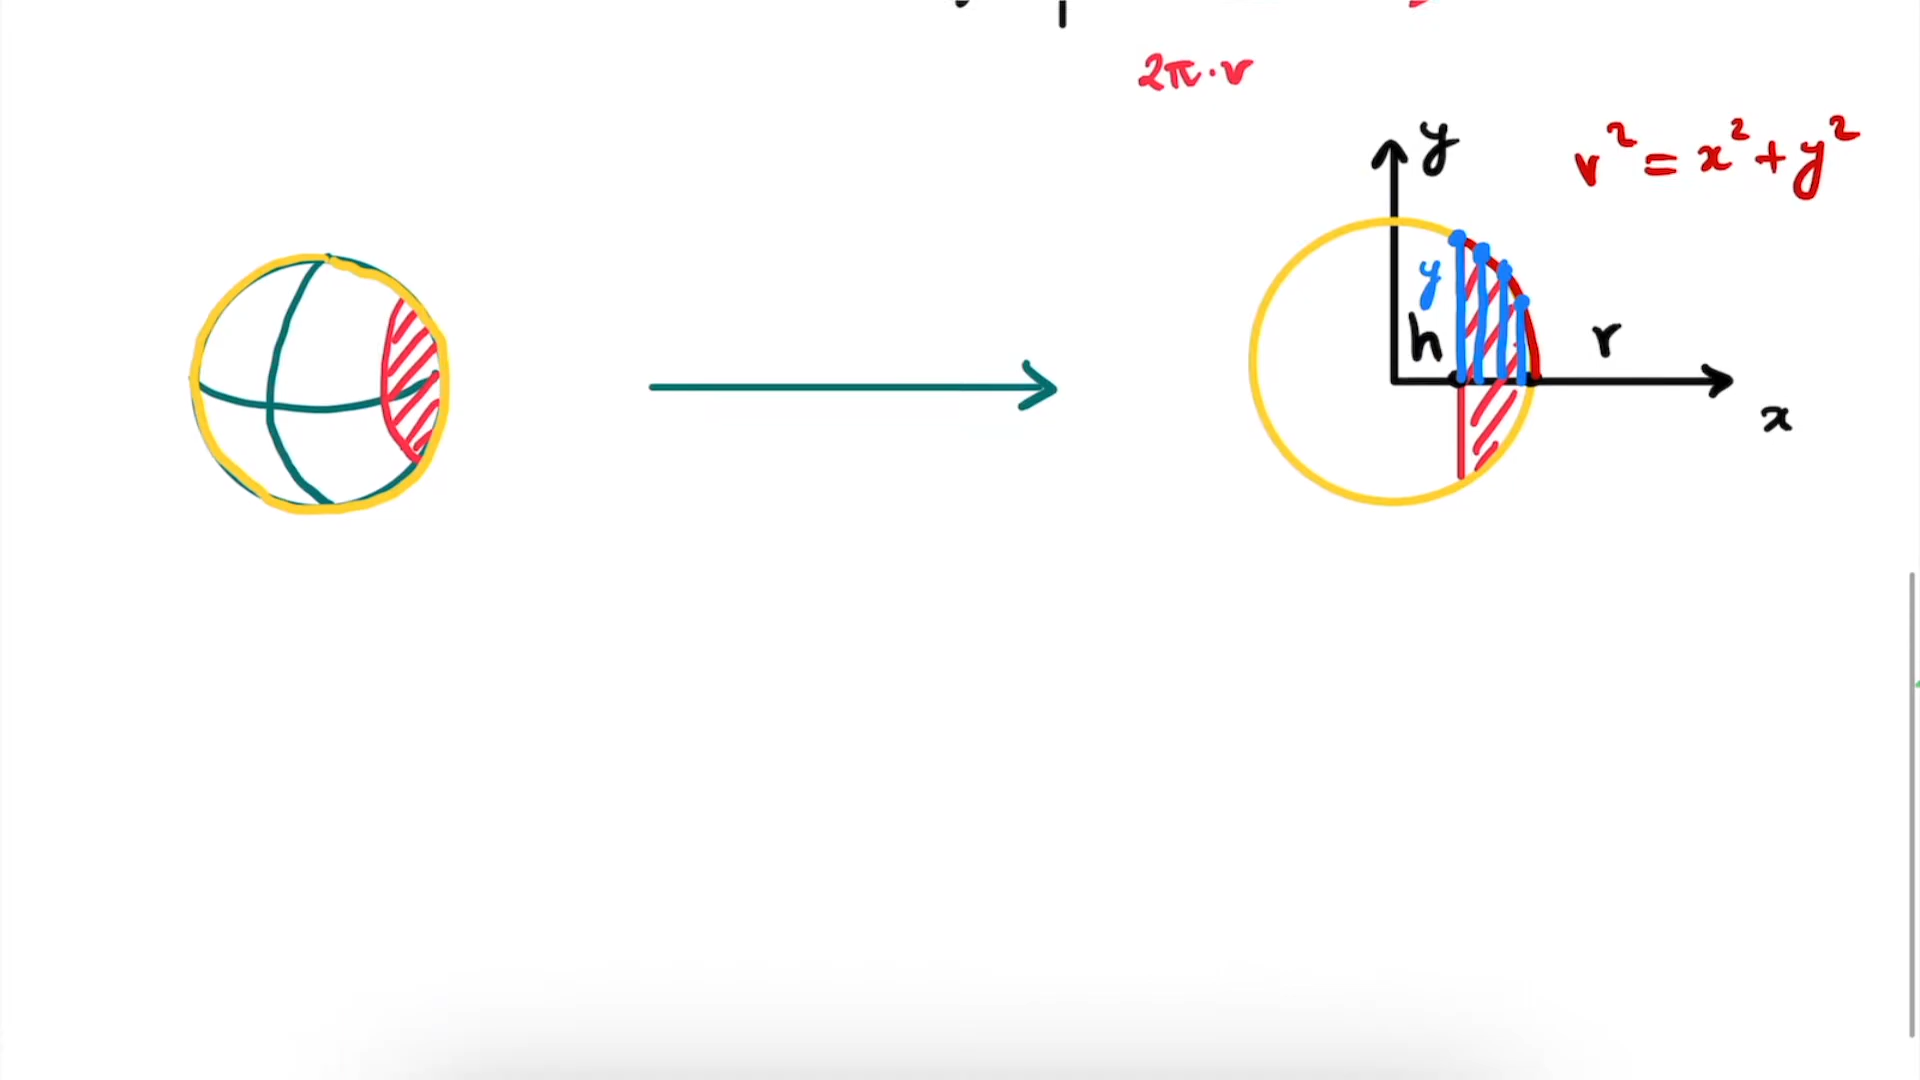 2π·r
y
r² = x² + y²
y
h
r
x